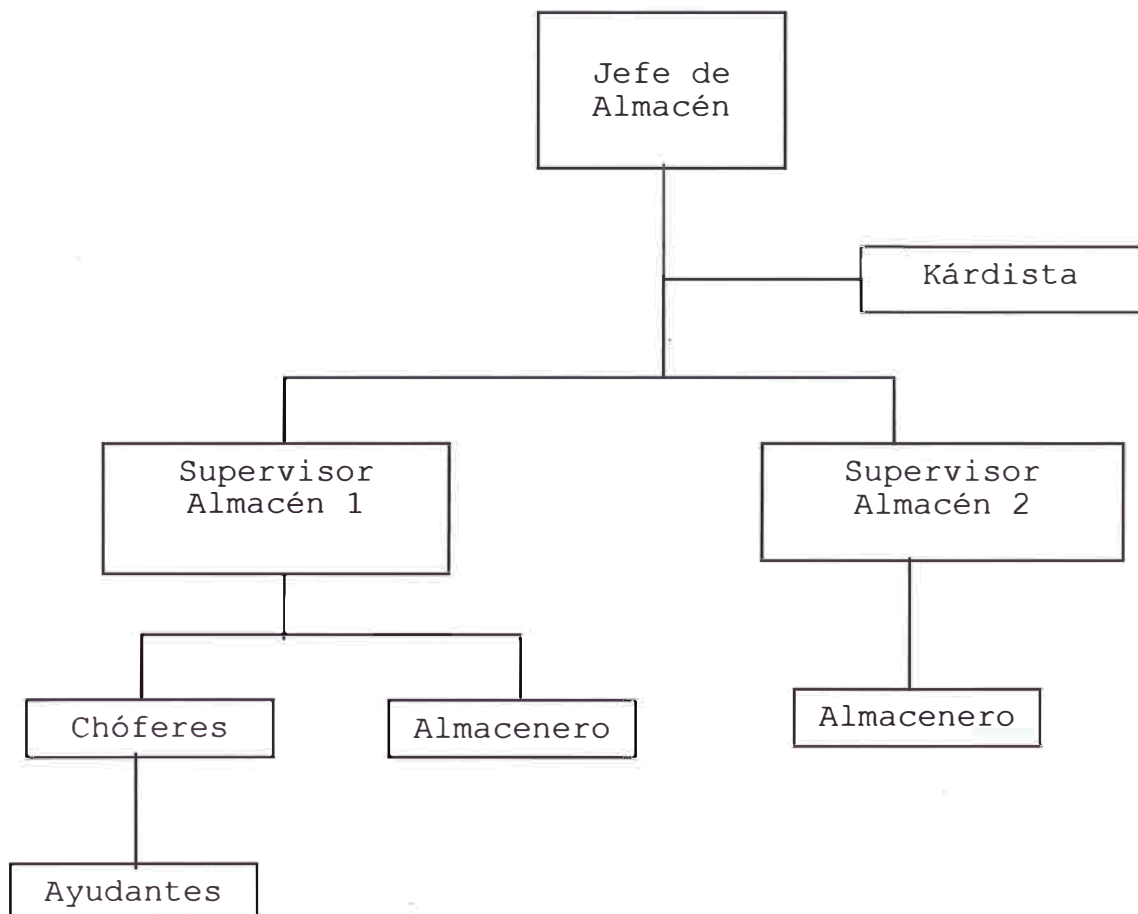 Jefe de
Almacén
Kárdista
Supervisor
Almacén 1
Supervisor
Almacén 2
Chóferes
Almacenero
Almacenero
Ayudantes